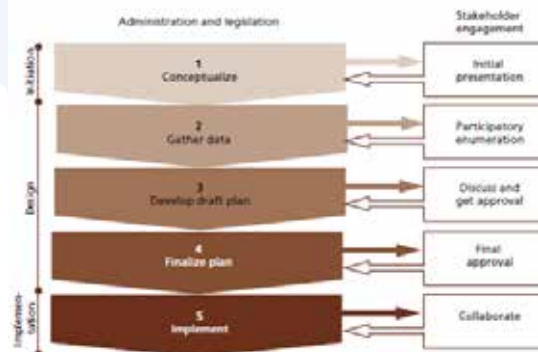 Administration and legislation
Stakeholder
engagement
Initiation
1
Conceptualize
Initial
presentation
Design
2
Gather data
Participatory
enumeration
3
Develop draft plan
Discuss and
get approval
4
Finalize plan
Final
approval
Implemen-
tation
5
Implement
Collaborate